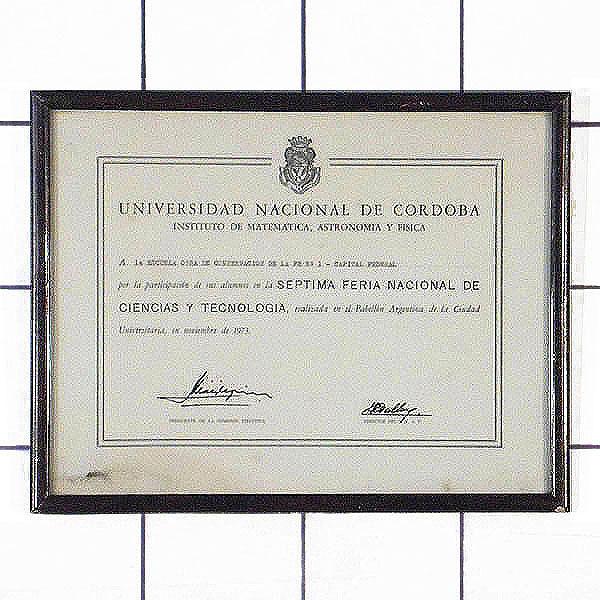 UNIVERSIDAD NACIONAL DE CORDOBA
INSTITUTO DE MATEMATICA, ASTRONOMIA Y FISICA
A la ESCUELA OBRA DE CONSERVACION DE LA FE Nº 1 - CAPITAL FEDERAL
por la participación de sus alumnos en la SEPTIMA FERIA NACIONAL DE
CIENCIAS Y TECNOLOGIA, realizada en el Pabellón Argentina de la Ciudad
Universitaria, en noviembre de 1973.
PRESIDENTE DE LA COMISION EJECUTIVA
DIRECTOR DEL